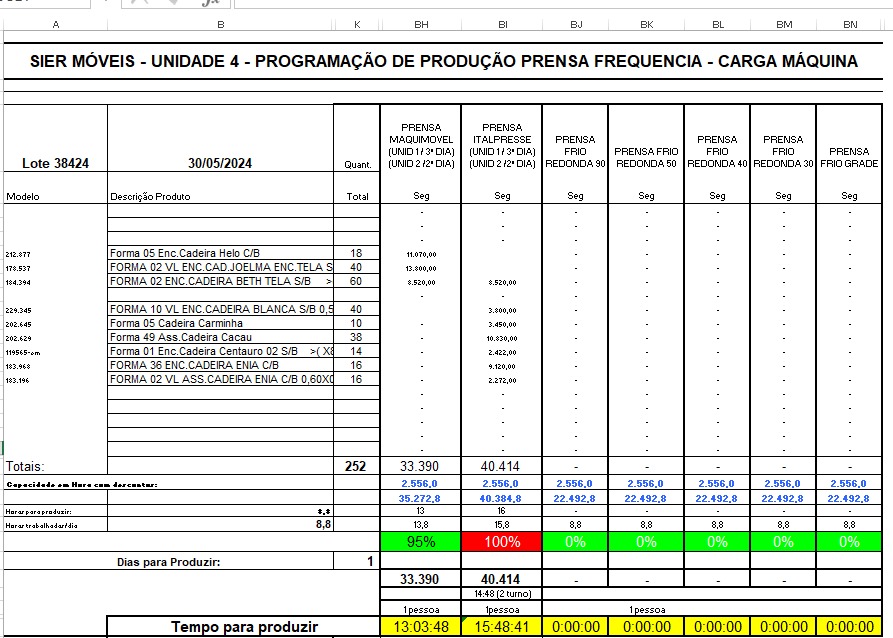 A B K BH BI BJ BK BL BM BN
SIER MÓVEIS - UNIDADE 4 - PROGRAMAÇÃO DE PRODUÇÃO PRENSA FREQUENCIA - CARGA MÁQUINA
Lote 38424 30/05/2024 Quant. PRENSA MAQUIMOVEL (UNID 1 / 3ª DIA) (UNID 2 /2ª DIA) PRENSA ITALPRESSE (UNID 1 / 3ª DIA) (UNID 2 /2ª DIA) PRENSA FRIO REDONDA 90 PRENSA FRIO REDONDA 50 PRENSA FRIO REDONDA 40 PRENSA FRIO REDONDA 30 PRENSA FRIO GRADE
Modelo Descrição Produto Total Seg Seg Seg Seg Seg Seg Seg
- - - - - - -
- - - - - - -
- - - - - - -
212.877 Forma 05 Enc.Cadeira Helo C/B 18 11.070,00 - - - - - -
178.537 FORMA 02 VL ENC.CAD.JOELMA ENC.TELA S 40 13.800,00 - - - - - -
184.394 FORMA 02 ENC.CADEIRA BETH TELA S/B > 60 8.520,00 8.520,00 - - - - -
- - - - - - -
229.345 FORMA 10 VL ENC.CADEIRA BLANCA S/B 0,5 40 3.800,00 - - - - -
202.645 Forma 05 Cadeira Carminha 10 - 3.450,00 - - - - -
202.629 Forma 49 Ass.Cadeira Cacau 38 - 10.830,00 - - - - -
119565-am Forma 01 Enc.Cadeira Centauro 02 S/B >( X8 14 - 2.422,00 - - - - -
183.968 FORMA 36 ENC.CADEIRA ENIA C/B 16 - 9.120,00 - - - - -
183.196 FORMA 02 VL ASS.CADEIRA ENIA C/B 0,60X0 16 - 2.272,00 - - - - -
- - - - - - -
- - - - - - -
- - - - - - -
- - - - - - -
- - - - - - -
Totais: 252 33.390 40.414 - - - - -
Capacidade em Hora com descontar: 2.556,0 2.556,0 2.556,0 2.556,0 2.556,0 2.556,0 2.556,0
35.272,8 40.384,8 22.492,8 22.492,8 22.492,8 22.492,8 22.492,8
Horas para produzir: 8,8 13 16 - - - - -
Horas trabalhadas/dia 8,8 13,8 15,8 8,8 8,8 8,8 8,8 8,8
95% 100% 0% 0% 0% 0% 0%
Dias para Produzir: 1
33.390 40.414 - - - - -
14:48 (2 turno)
1pessoa 1pessoa 1pessoa
Tempo para produzir 13:03:48 15:48:41 0:00:00 0:00:00 0:00:00 0:00:00 0:00:00